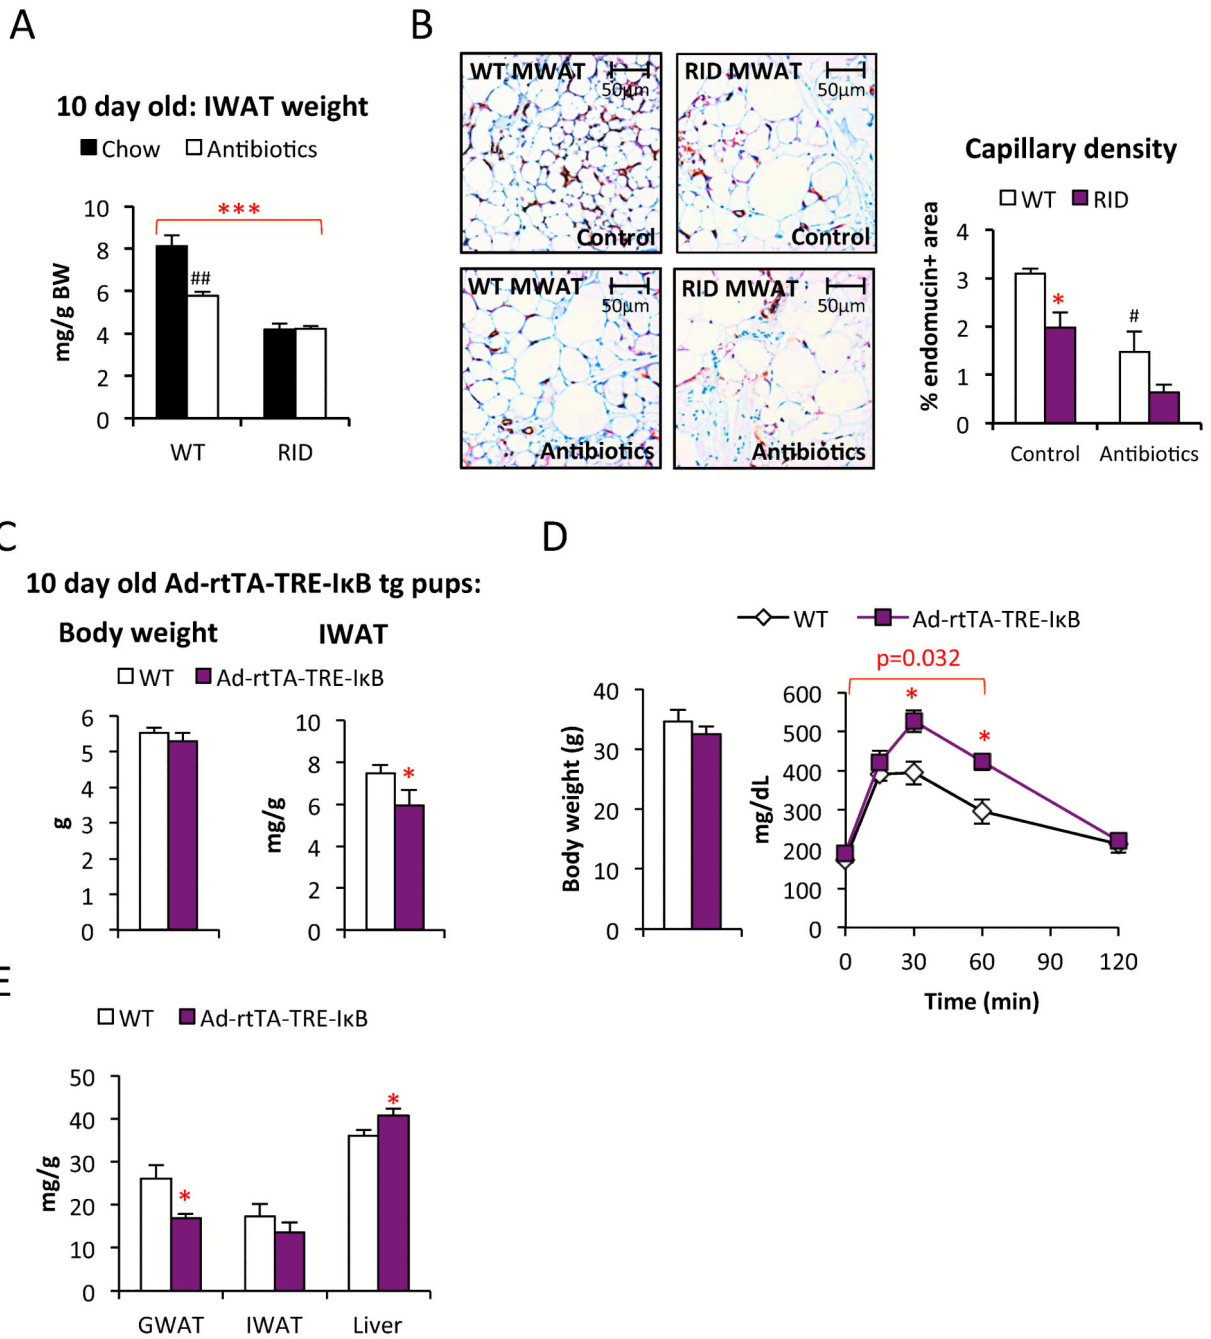 A
10 day old: IWAT weight
Chow Antibiotics
***
##
10
8
6
4
2
0
mg/g BW
WT RID
B
WT MWAT
50µm
Control
RID MWAT
50µm
Control
WT MWAT
50µm
Antibiotics
RID MWAT
50µm
Antibiotics
Capillary density
WT RID
*
#
4
3
2
1
0
% endomucin+ area
Control Antibiotics
C
10 day old Ad-rtTA-TRE-IκB tg pups:
Body weight
IWAT
WT Ad-rtTA-TRE-IκB
6
5
4
3
2
1
0
g
10
8
6
4
2
0
mg/g
*
D
WT Ad-rtTA-TRE-IκB
40
30
20
10
0
Body weight (g)
p=0.032
*
*
600
500
400
300
200
100
0
mg/dL
0 30 60 90 120
Time (min)
E
WT Ad-rtTA-TRE-IκB
50
40
30
20
10
0
mg/g
*
*
GWAT IWAT Liver